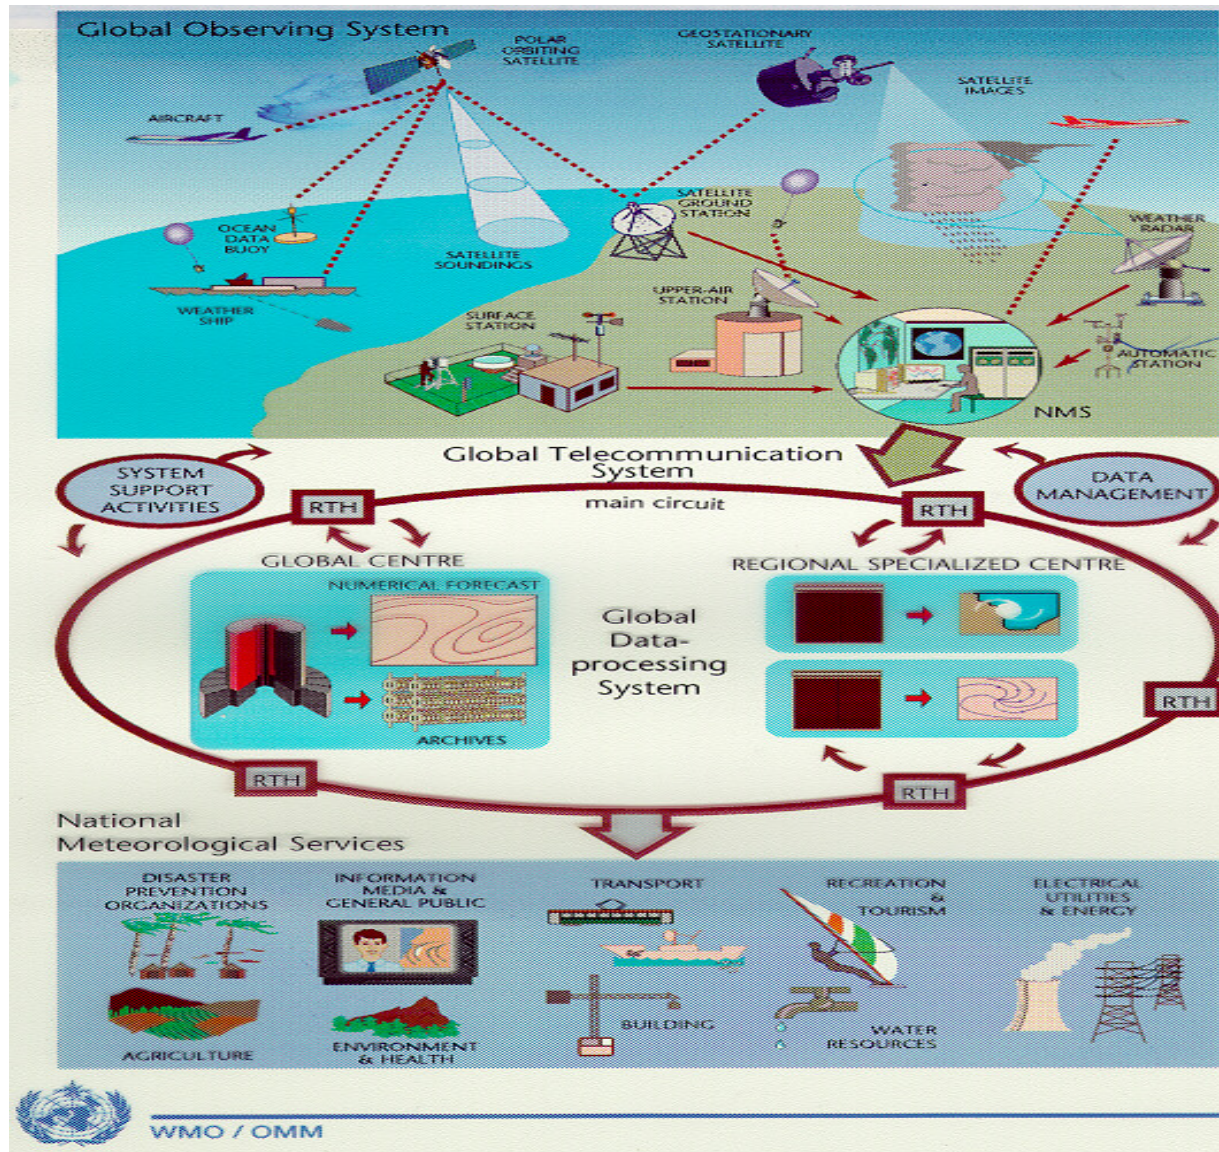 Global Observing System
POLAR
ORBITING
SATELLITE
GEOSTATIONARY
SATELLITE
SATELLITE
IMAGES
AIRCRAFT
OCEAN
DATA
BUOY
SATELLITE
SOUNDINGS
SATELLITE
GROUND
STATION
WEATHER
RADAR
WEATHER
SHIP
UPPER-AIR
STATION
SURFACE
STATION
AUTOMATIC
STATION
NMS
Global Telecommunication
System
main circuit
SYSTEM
SUPPORT
ACTIVITIES
DATA
MANAGEMENT
RTH
RTH
GLOBAL CENTRE
NUMERICAL FORECAST
ARCHIVES
Global
Data-
processing
System
REGIONAL SPECIALIZED CENTRE
RTH
RTH
RTH
National
Meteorological Services
DISASTER
PREVENTION
ORGANIZATIONS
INFORMATION
MEDIA &
GENERAL PUBLIC
TRANSPORT
RECREATION
&
TOURISM
ELECTRICAL
UTILITIES
& ENERGY
AGRICULTURE
ENVIRONMENT
& HEALTH
BUILDING
WATER
RESOURCES
WMO / OMM